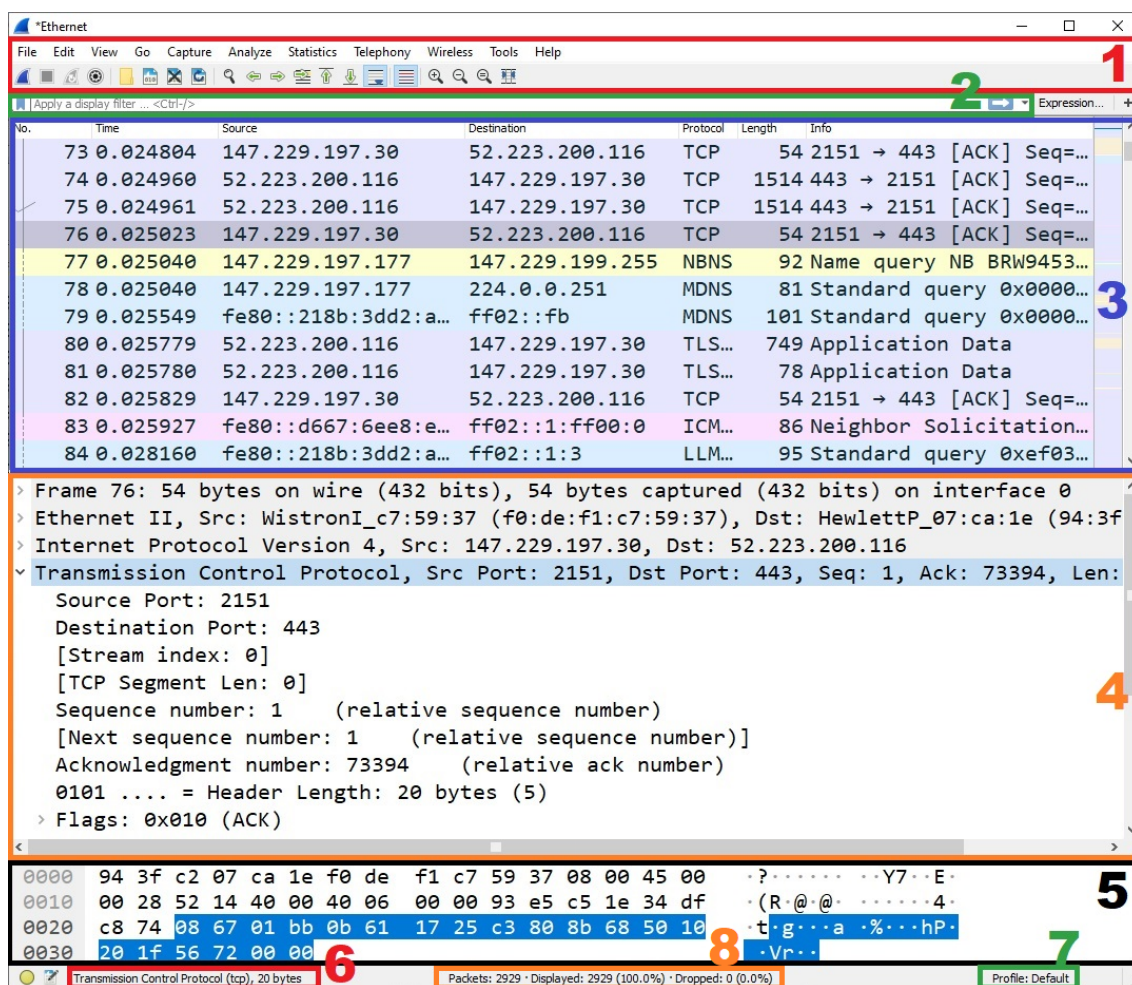 *Ethernet
File Edit View Go Capture Analyze Statistics Telephony Wireless Tools Help
1
2
Apply a display filter ... <Ctrl-/> Expression... +
No. Time Source Destination Protocol Length Info
73 0.024804 147.229.197.30 52.223.200.116 TCP 54 2151 → 443 [ACK] Seq=…
74 0.024960 52.223.200.116 147.229.197.30 TCP 1514 443 → 2151 [ACK] Seq=…
75 0.024961 52.223.200.116 147.229.197.30 TCP 1514 443 → 2151 [ACK] Seq=…
76 0.025023 147.229.197.30 52.223.200.116 TCP 54 2151 → 443 [ACK] Seq=…
77 0.025040 147.229.197.177 147.229.199.255 NBNS 92 Name query NB BRW9453…
78 0.025040 147.229.197.177 224.0.0.251 MDNS 81 Standard query 0x0000…
79 0.025549 fe80::218b:3dd2:a… ff02::fb MDNS 101 Standard query 0x0000…
3
80 0.025779 52.223.200.116 147.229.197.30 TLS… 749 Application Data
81 0.025780 52.223.200.116 147.229.197.30 TLS… 78 Application Data
82 0.025829 147.229.197.30 52.223.200.116 TCP 54 2151 → 443 [ACK] Seq=…
83 0.025927 fe80::d667:6ee8:e… ff02::1:ff00:0 ICM… 86 Neighbor Solicitation…
84 0.028160 fe80::218b:3dd2:a… ff02::1:3 LLM… 95 Standard query 0xef03…
Frame 76: 54 bytes on wire (432 bits), 54 bytes captured (432 bits) on interface 0
Ethernet II, Src: WistronI_c7:59:37 (f0:de:f1:c7:59:37), Dst: HewlettP_07:ca:1e (94:3f
Internet Protocol Version 4, Src: 147.229.197.30, Dst: 52.223.200.116
Transmission Control Protocol, Src Port: 2151, Dst Port: 443, Seq: 1, Ack: 73394, Len:
Source Port: 2151
Destination Port: 443
[Stream index: 0]
[TCP Segment Len: 0]
4
Sequence number: 1 (relative sequence number)
[Next sequence number: 1 (relative sequence number)]
Acknowledgment number: 73394 (relative ack number)
0101 .... = Header Length: 20 bytes (5)
Flags: 0x010 (ACK)
0000 94 3f c2 07 ca 1e f0 de f1 c7 59 37 08 00 45 00 ·?······ ··Y7··E·
5
0010 00 28 52 14 40 00 40 06 00 00 93 e5 c5 1e 34 df ·(R·@·@· ······4·
0020 c8 74 08 67 01 bb 0b 61 17 25 c3 80 8b 68 50 10 ·t·g···a ·%···hP·
0030 20 1f 56 72 00 00 ·Vr··
6
8
7
Transmission Control Protocol (tcp), 20 bytes Packets: 2929 · Displayed: 2929 (100.0%) · Dropped: 0 (0.0%) Profile: Default